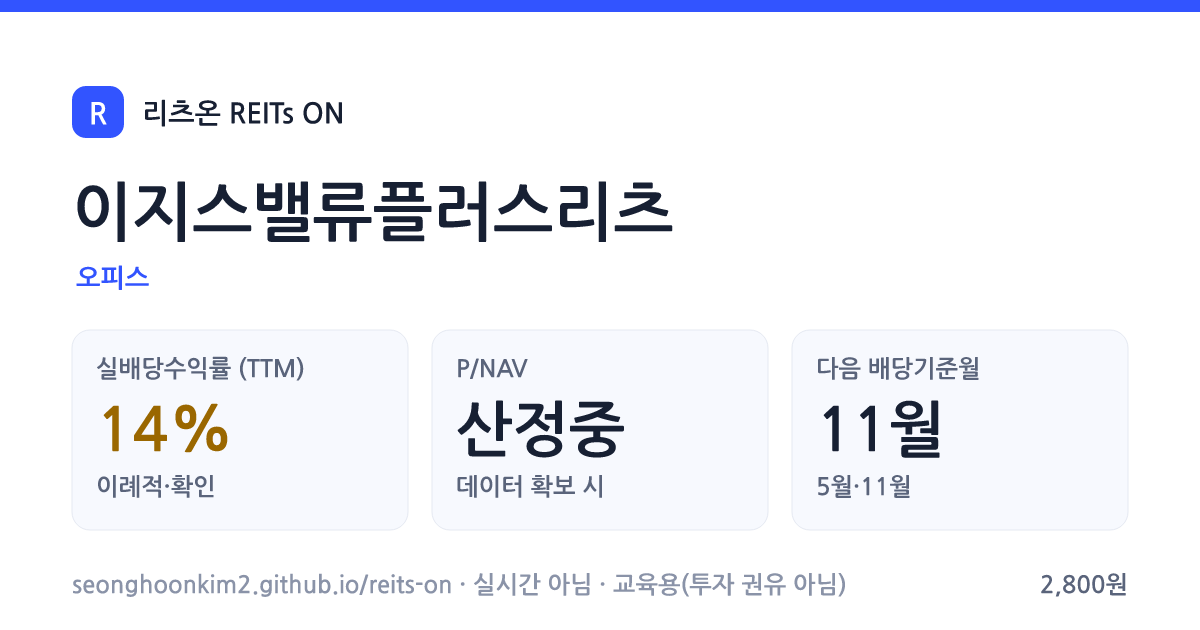 R 리츠온 REITs ON
이지스밸류플러스리츠
오피스
실배당수익률 (TTM)
14%
이례적·확인
P/NAV
산정중
데이터 확보 시
다음 배당기준월
11월
5월·11월
seonghoonkim2.github.io/reits-on · 실시간 아님 · 교육용(투자 권유 아님)
2,800원